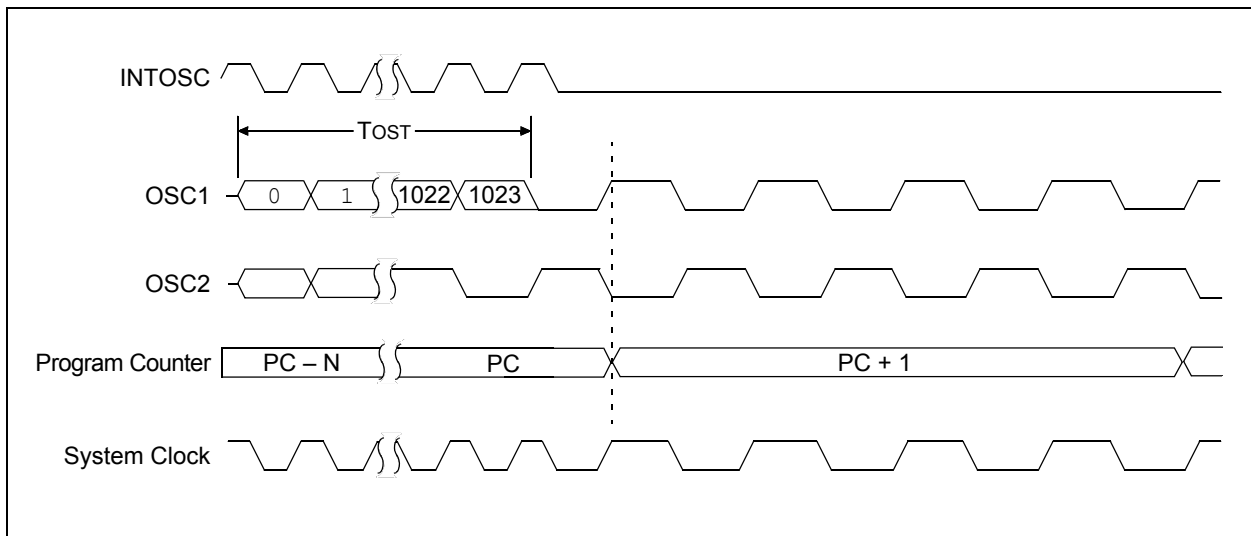 INTOSC
TOST
OSC1 0 1 1022 1023
OSC2
Program Counter PC – N PC PC + 1
System Clock